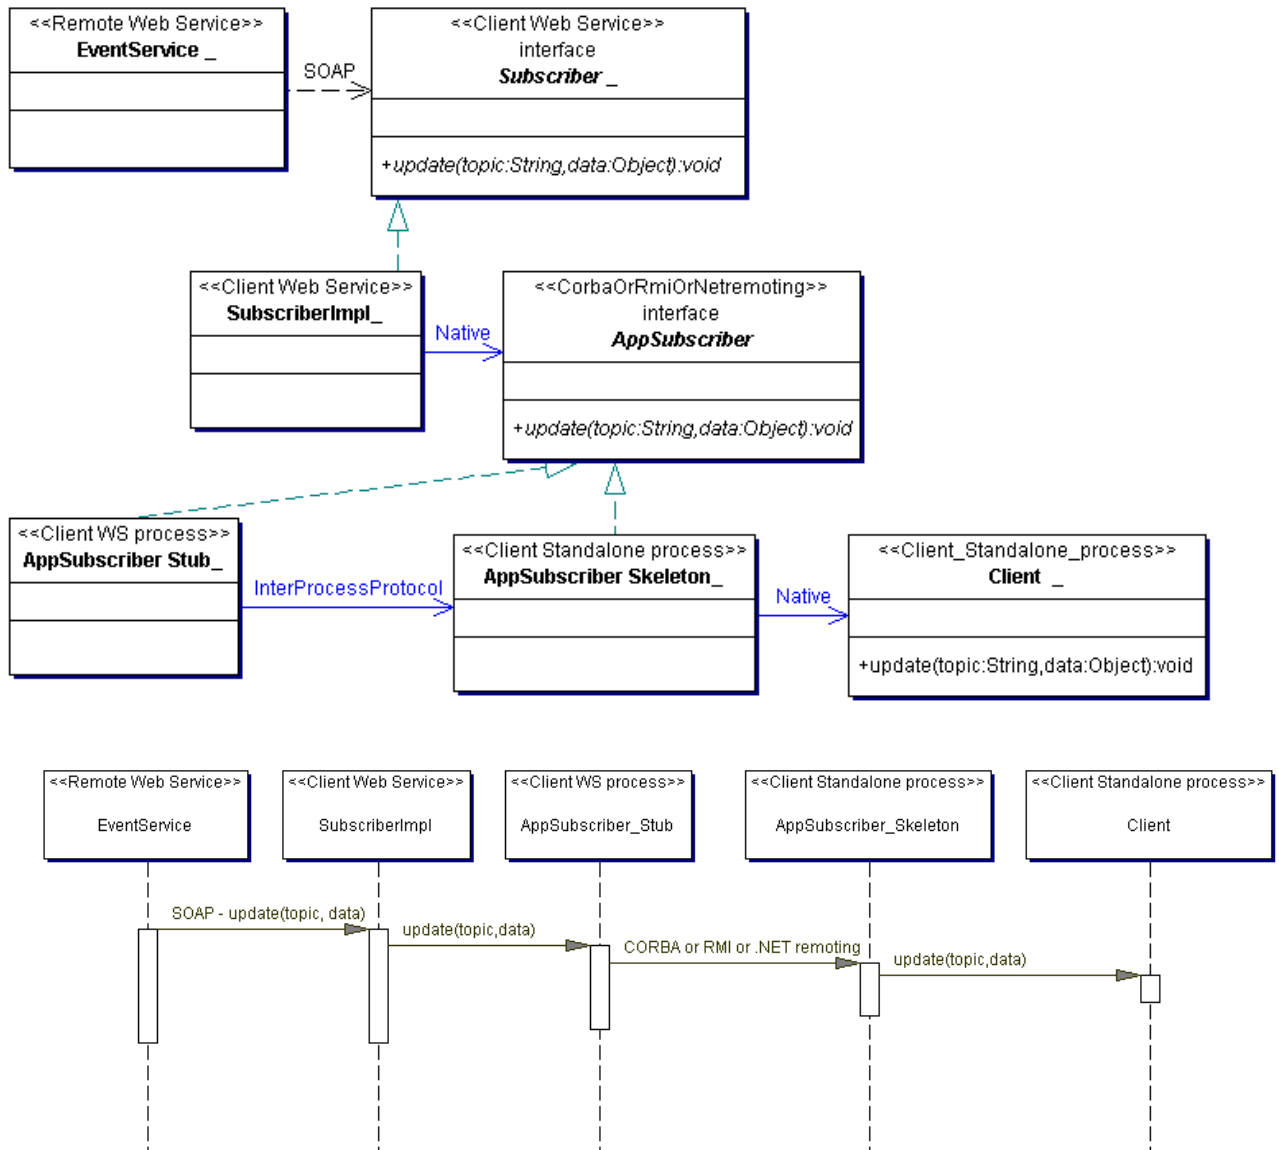 <<Remote Web Service>>
EventService _
SOAP
<<Client Web Service>>
interface
Subscriber _
+update(topic:String,data:Object):void
<<Client Web Service>>
SubscriberImpl_
Native
<<CorbaOrRmiOrNetremoting>>
interface
AppSubscriber
+update(topic:String,data:Object):void
<<Client WS process>>
AppSubscriber Stub_
InterProcessProtocol
<<Client Standalone process>>
AppSubscriber Skeleton_
Native
<<Client_Standalone_process>>
Client _
+update(topic:String,data:Object):void
<<Remote Web Service>>
EventService
<<Client Web Service>>
SubscriberImpl
<<Client WS process>>
AppSubscriber_Stub
<<Client Standalone process>>
AppSubscriber_Skeleton
<<Client Standalone process>>
Client
SOAP - update(topic, data)
update(topic,data)
CORBA or RMI or .NET remoting
update(topic,data)